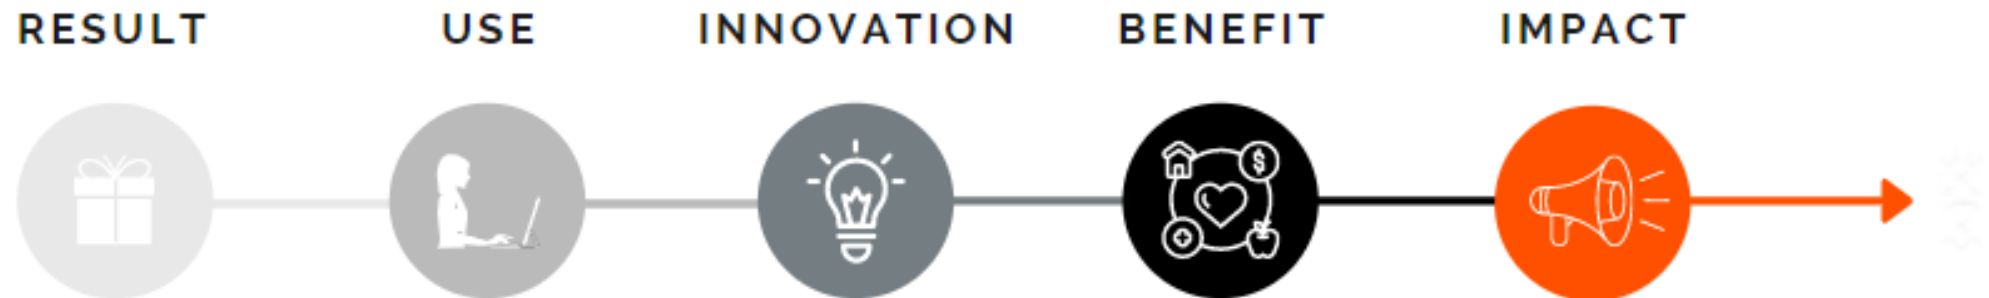 RESULT
USE
INNOVATION
BENEFIT
IMPACT
$